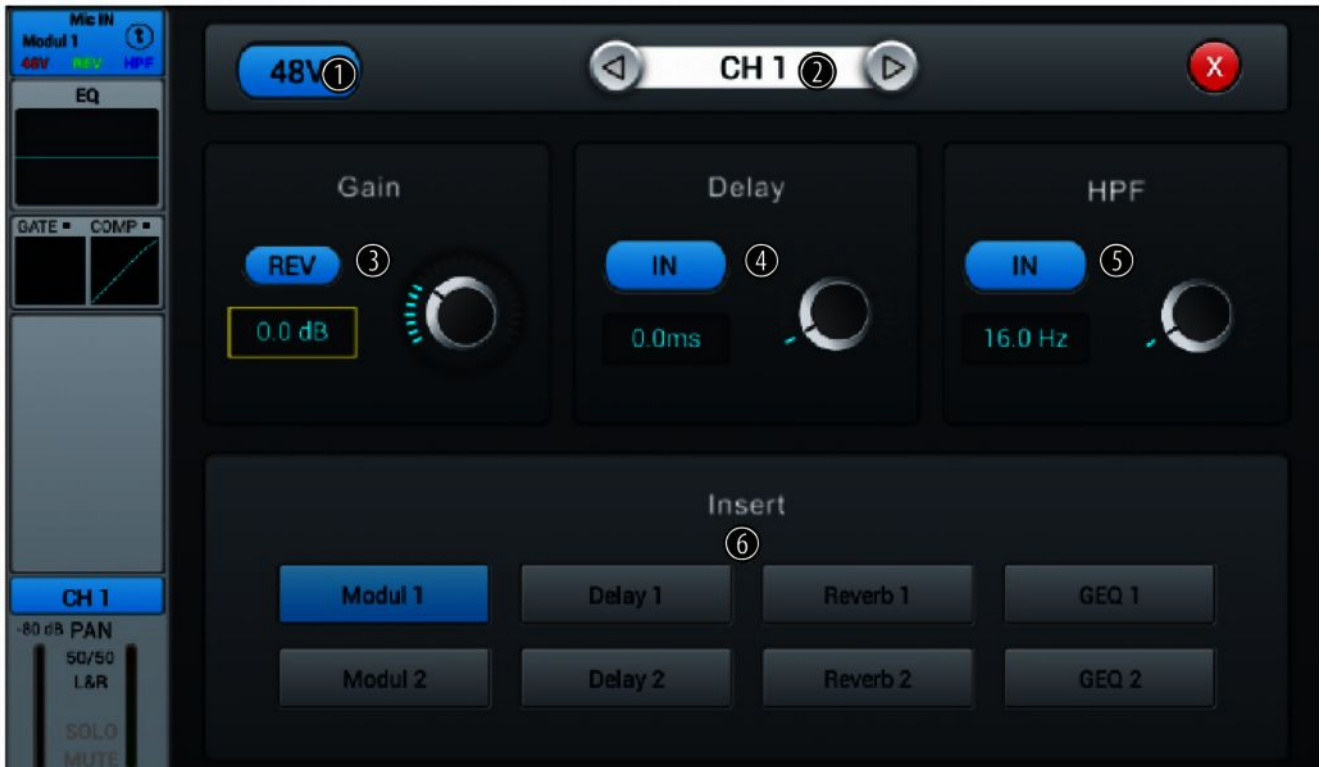 Mic IN
Modul 1
48V REV HPF
EQ
GATE COMP
CH 1
-80 dB PAN
50/50
L&R
SOLO
MUTE
48V ①
CH 1 ②
X
Gain
REV ③
0.0 dB
Delay
IN ④
0.0ms
HPF
IN ⑤
16.0 Hz
Insert
⑥
Modul 1 Delay 1 Reverb 1 GEQ 1
Modul 2 Delay 2 Reverb 2 GEQ 2